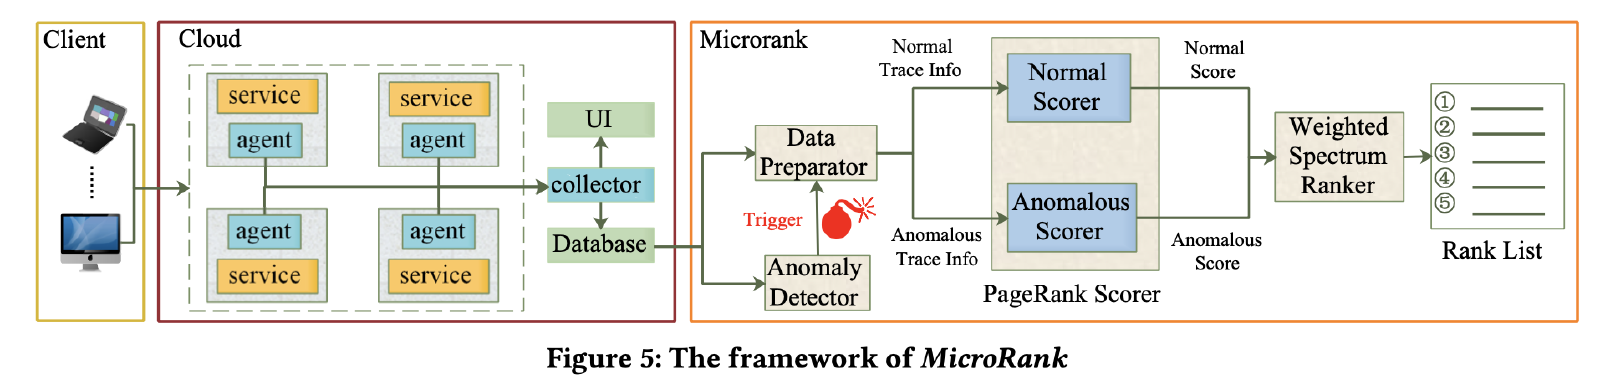 Client
Cloud
service
agent
service
agent
agent
service
agent
service
UI
collector
Database
Microrank
Data
Preparator
Trigger
Anomaly
Detector
Normal
Trace Info
Anomalous
Trace Info
Normal
Scorer
Anomalous
Scorer
PageRank Scorer
Normal
Score
Anomalous
Score
Weighted
Spectrum
Ranker
①
②
③
④
⑤
Rank List
Figure 5: The framework of MicroRank